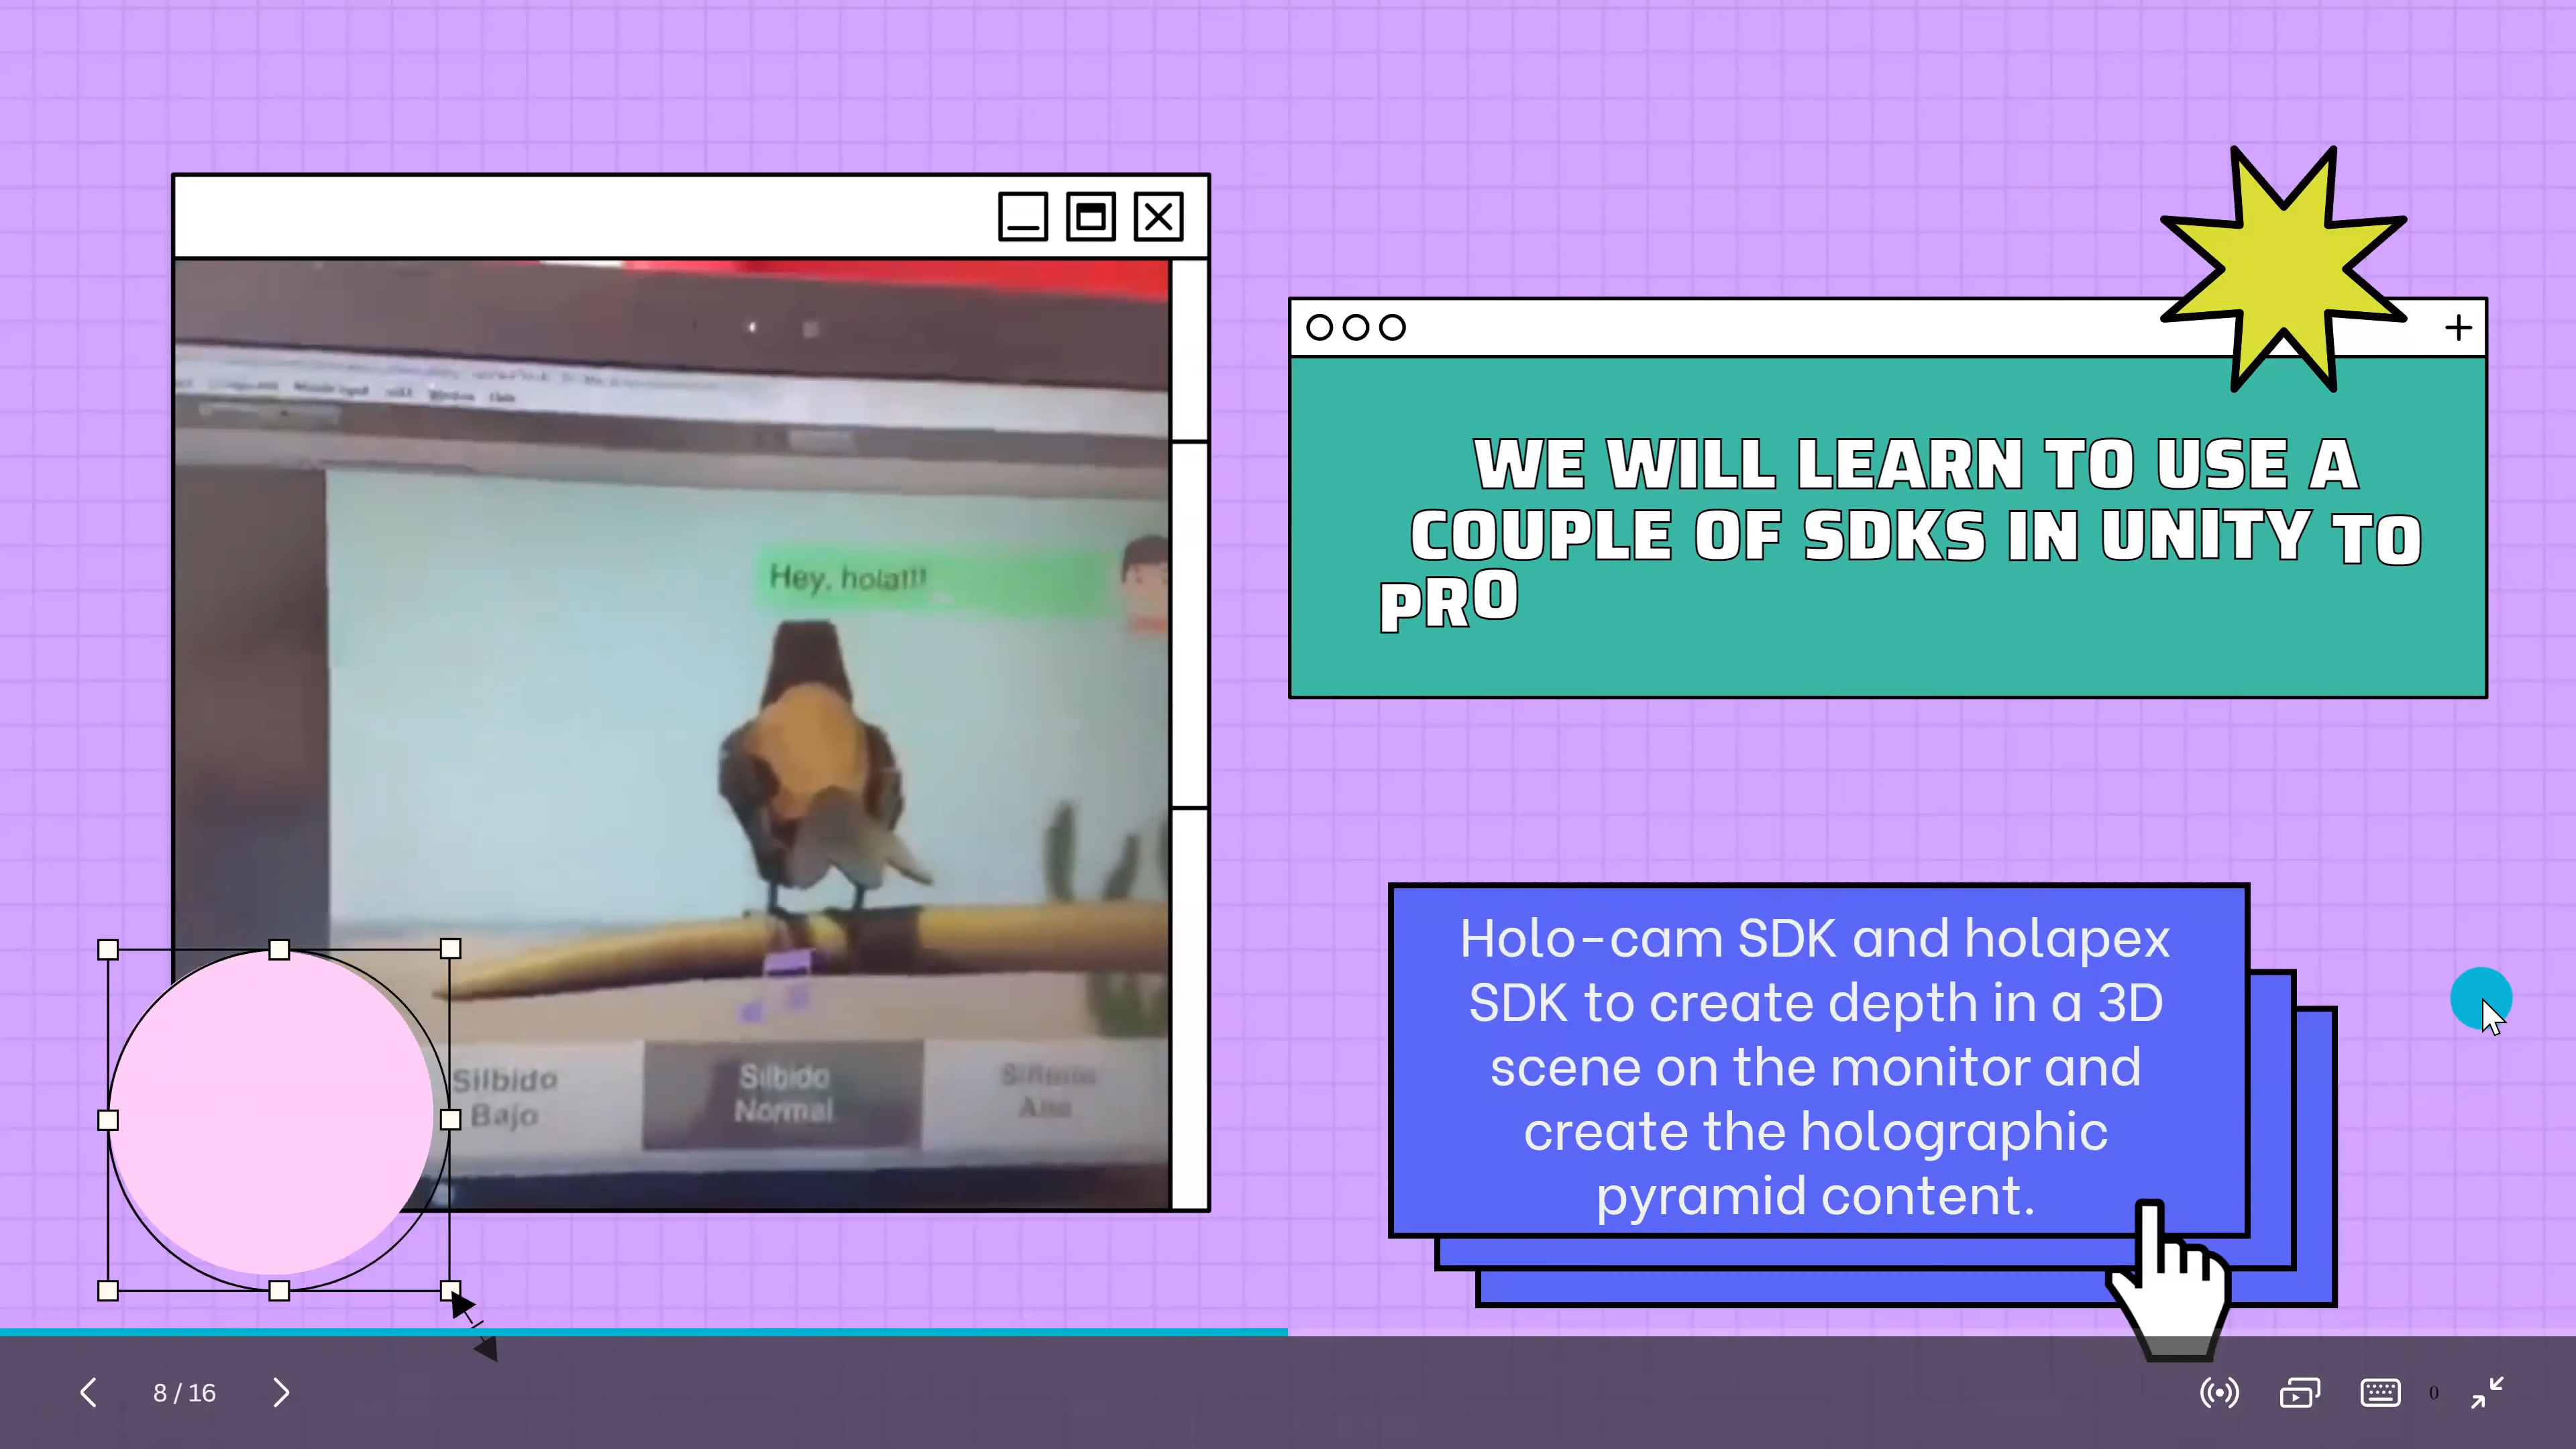 WE WILL LEARN TO USE A
COUPLE OF SDKS IN UNITY TO
PRO
Hey, hola!!!
Silbido
Bajo
Silbido
Normal
Holo-cam SDK and holapex
SDK to create depth in a 3D
scene on the monitor and
create the holographic
pyramid content.
8 / 16
0